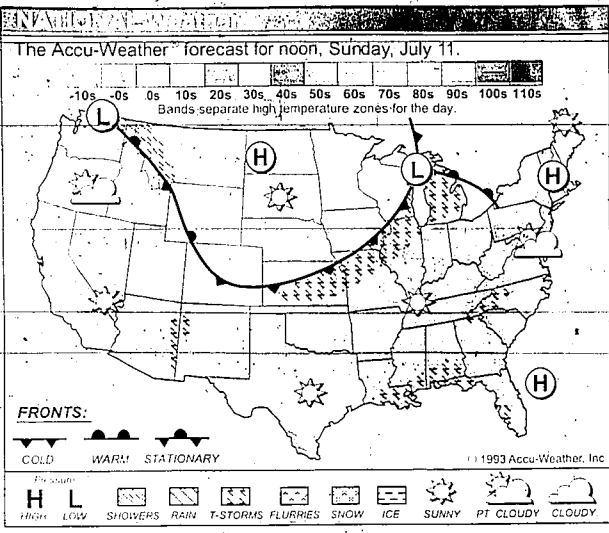 NATIONAL WEATHER
The Accu-Weather™ forecast for noon, Sunday, July 11.
-10s -0s .0s 10s 20s 30s 40s 50s 60s 70s 80s 90s 100s 110s
Bands separate high temperature zones for the day.
L
H
L
H
H
FRONTS:
COLD WARM STATIONARY
© 1993 Accu-Weather, Inc
Pressure
H L
HIGH LOW SHOWERS RAIN T-STORMS FLURRIES SNOW ICE SUNNY PT CLOUDY CLOUDY